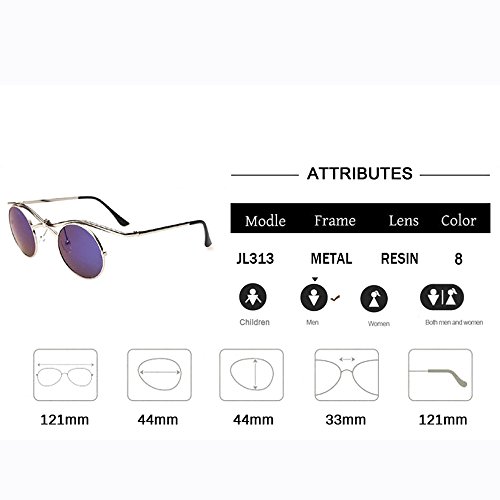 ATTRIBUTES
Modle Frame Lens Color
JL313 METAL RESIN 8
Children Men Women Both men and women
121mm 44mm 44mm 33mm 121mm